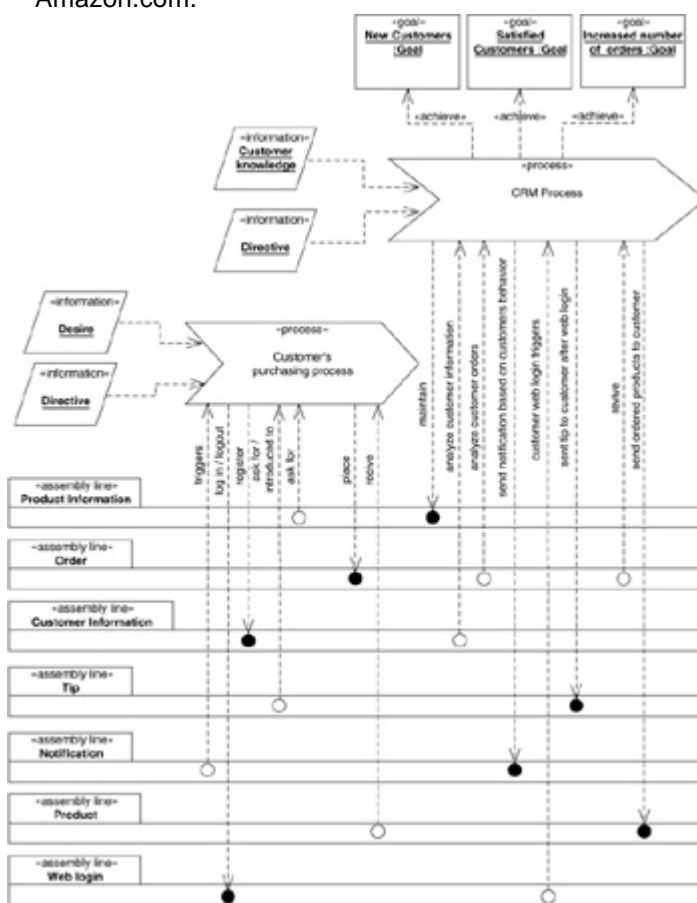 Amazon.com.
«goal»
New Customers
:Goal
«goal»
Satisfied
Customers :Goal
«goal»
Increased number
of orders :Goal
«achieve»
«achieve»
«achieve»
«information»
Customer
knowledge
«process»
CRM Process
«information»
Directive
«information»
Desire
«process»
Customer's
purchasing process
«information»
Directive
triggers
log in / logout
register
ask for /
introduced to
ask for
place
recive
maintain
analyze customer information
analyze customer orders
send notification based on customers behavior
customer web login triggers
sent tip to customer after web login
revive
send ordered products to customer
«assembly line»
Product Information
«assembly line»
Order
«assembly line»
Customer Information
«assembly line»
Tip
«assembly line»
Notification
«assembly line»
Product
«assembly line»
Web login